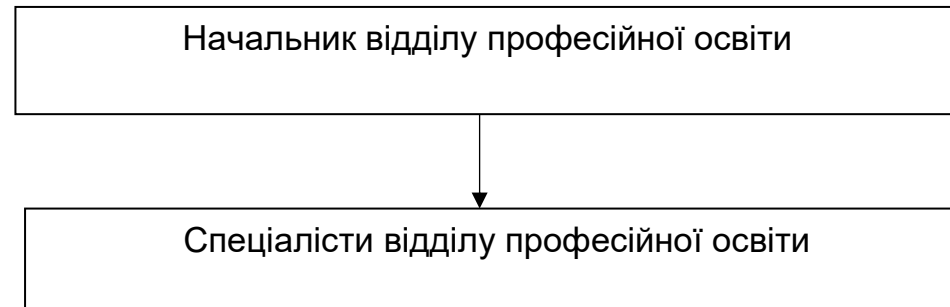 Начальник відділу професійної освіти
Спеціалісти відділу професійної освіти